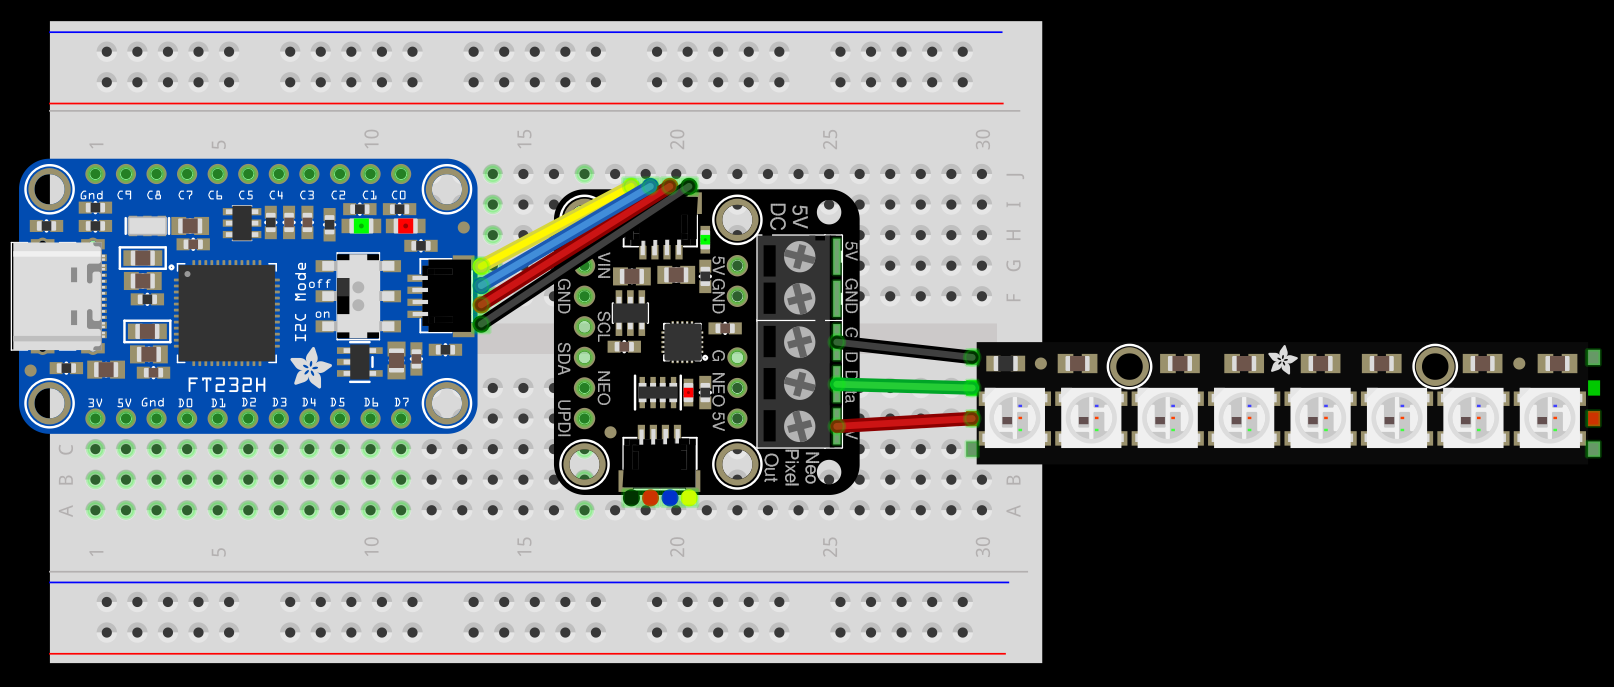 1 5 10 15 20 25 30
J
I
H
G
F
C
B
A
B
A
1 5 10 15 20 25 30
Gnd C9 C8 C7 C6 C5 C4 C3 C2 C1 C0
I2C Mode
off
on
FT232H
3V 5V Gnd D0 D1 D2 D3 D4 D5 D6 D7
VIN
GND
SCL
SDA
NEO
UPDI
5V
GND
G
NEO
5V
5V
DC
5V
GND
G
Neo
Pixel
Out